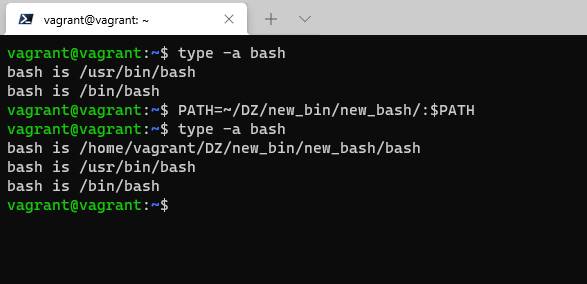 vagrant@vagrant: ~
vagrant@vagrant:~$ type -a bash
bash is /usr/bin/bash
bash is /bin/bash
vagrant@vagrant:~$ PATH=~/DZ/new_bin/new_bash/:$PATH
vagrant@vagrant:~$ type -a bash
bash is /home/vagrant/DZ/new_bin/new_bash/bash
bash is /usr/bin/bash
bash is /bin/bash
vagrant@vagrant:~$